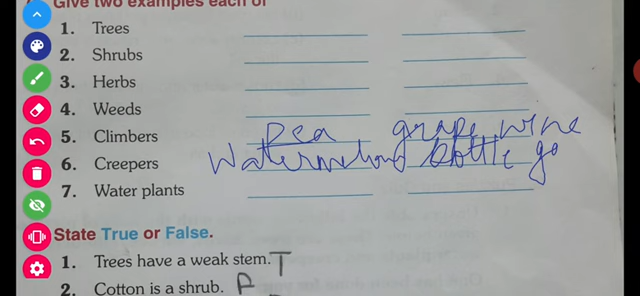 Give two examples each of
1. Trees
2. Shrubs
3. Herbs
4. Weeds
5. Climbers pea grape wine
6. Creepers Watermelons bottle go
7. Water plants
State True or False.
1. Trees have a weak stem. T
2. Cotton is a shrub. F